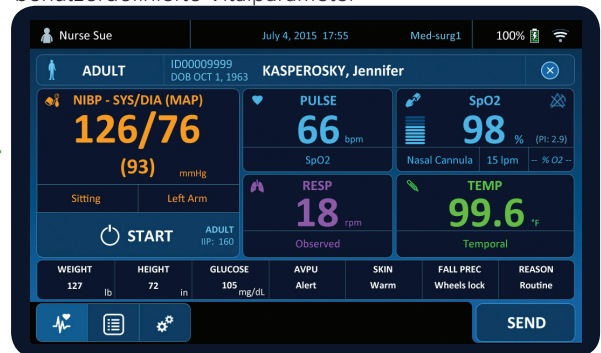 benutzerdefinierte Vitalparameter
Nurse Sue
July 4, 2015 17:55
Med-surg1
100%
ADULT
ID00009999
DOB OCT 1, 1963
KASPEROSKY, Jennifer
NIBP - SYS/DIA (MAP)
126/76
(93) mmHg
Sitting
Left Arm
START
ADULT
IIP: 160
PULSE
66 bpm
SpO2
SpO2
98 % (PI: 2.9)
Nasal Cannula
15 lpm
-- % O2 --
RESP
18 rpm
Observed
TEMP
99.6 °F
Temporal
WEIGHT
127 lb
HEIGHT
72 in
GLUCOSE
105 mg/dL
AVPU
Alert
SKIN
Warm
FALL PREC
Wheels lock
REASON
Routine
SEND